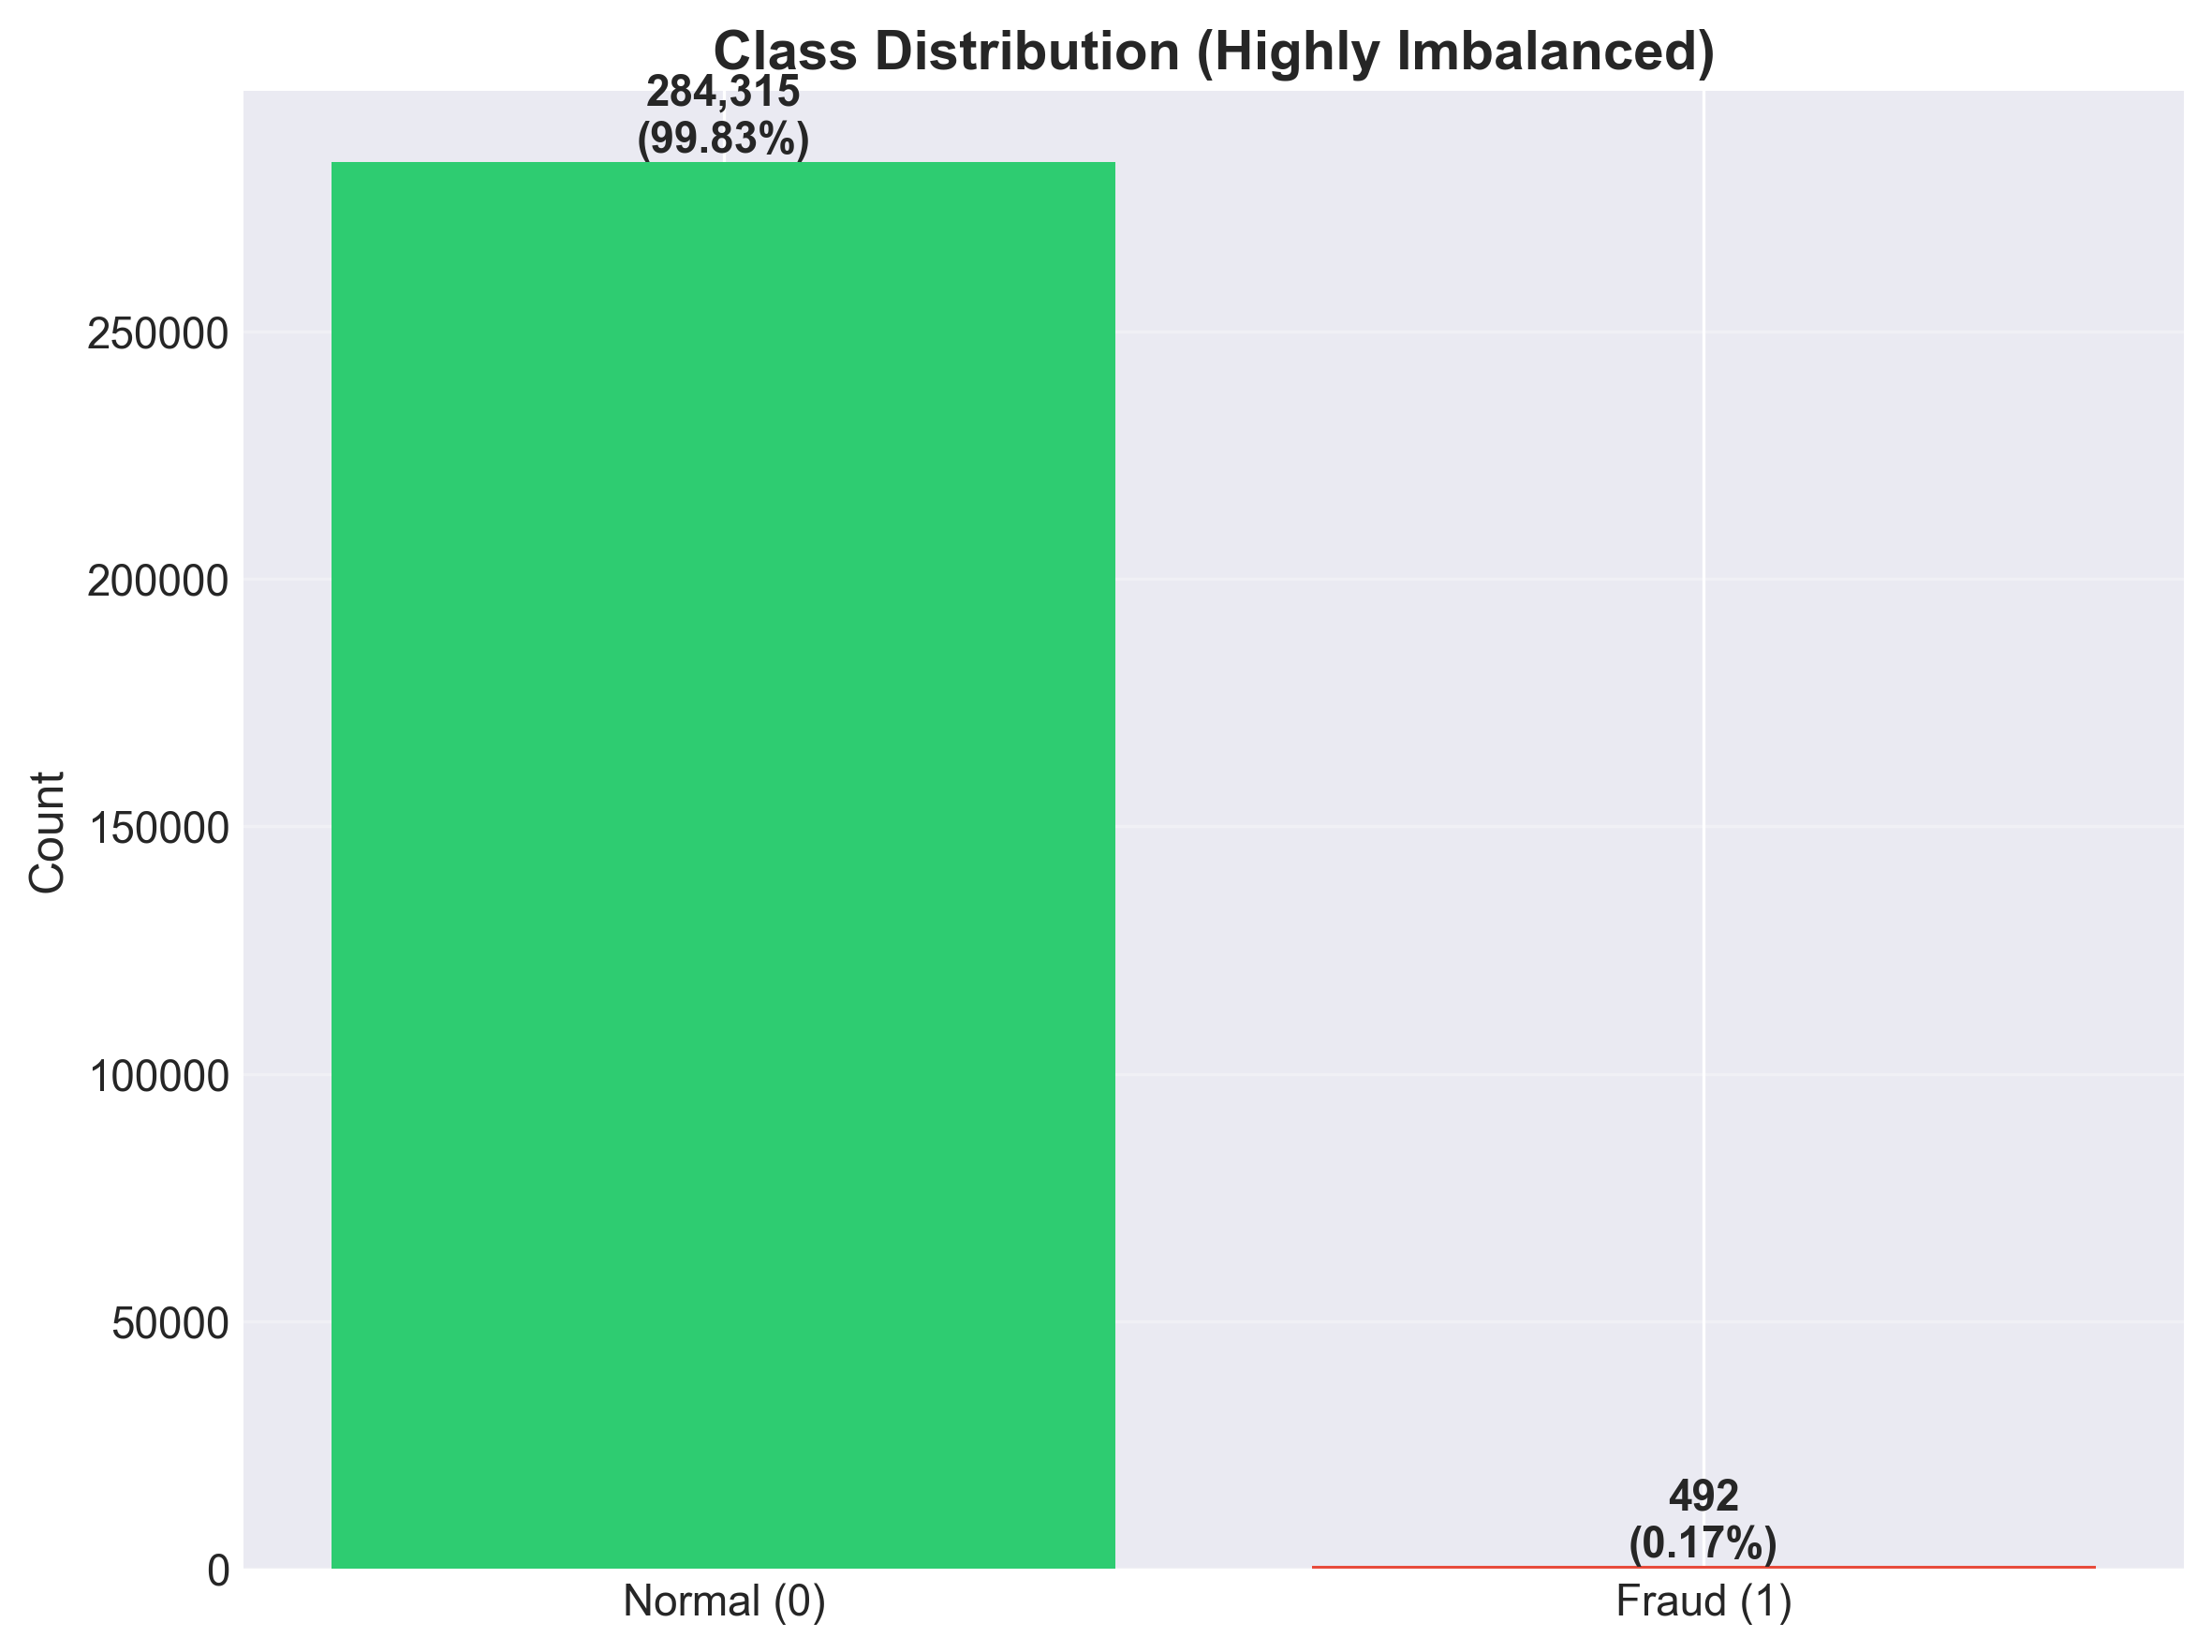 Class Distribution (Highly Imbalanced)
284,315
(99.83%)
250000
200000
150000
100000
50000
0
Count
492
(0.17%)
Normal (0)
Fraud (1)